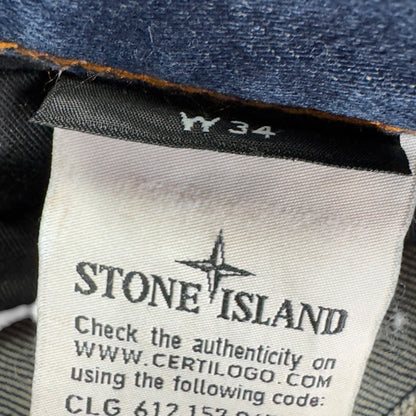 W 34
STONE ISLAND
Check the authenticity on
WWW.CERTILOGO.COM
using the following code:
CLG 612 157